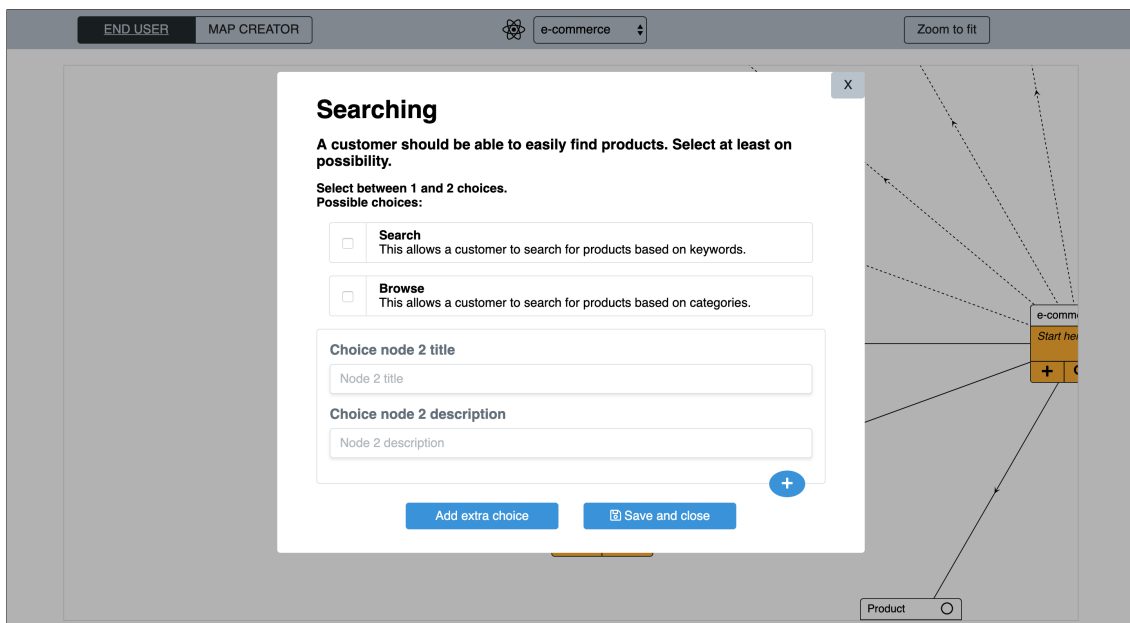 END USER
MAP CREATOR
e-commerce
Zoom to fit
X
Searching
A customer should be able to easily find products. Select at least on
possibility.
Select between 1 and 2 choices.
Possible choices:
Search
This allows a customer to search for products based on keywords.
Browse
This allows a customer to search for products based on categories.
Choice node 2 title
Node 2 title
Choice node 2 description
Node 2 description
+
Add extra choice
Save and close
e-comm
Start her
+
Product